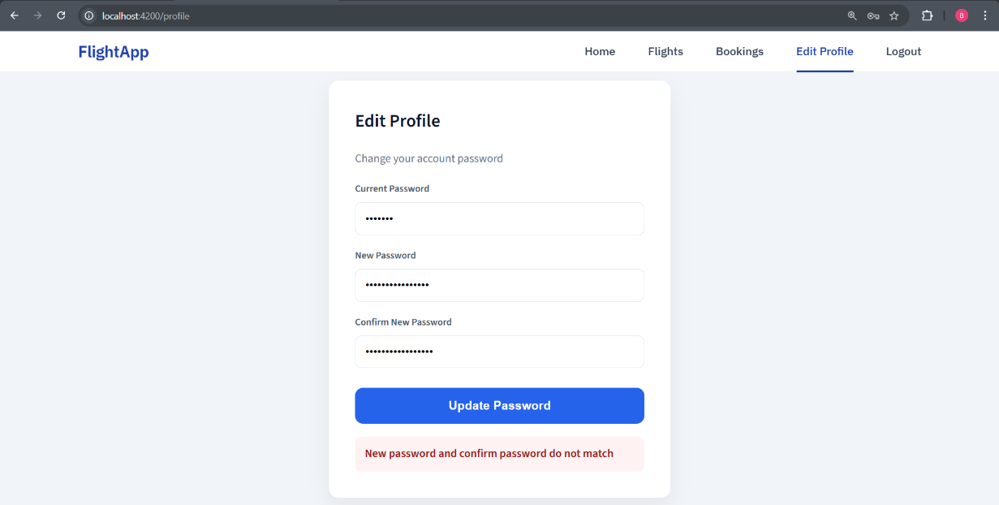 localhost:4200/profile
B
FlightApp
Home Flights Bookings Edit Profile Logout
Edit Profile
Change your account password
Current Password
•••••••
New Password
••••••••••••••••
Confirm New Password
•••••••••••••••••
Update Password
New password and confirm password do not match